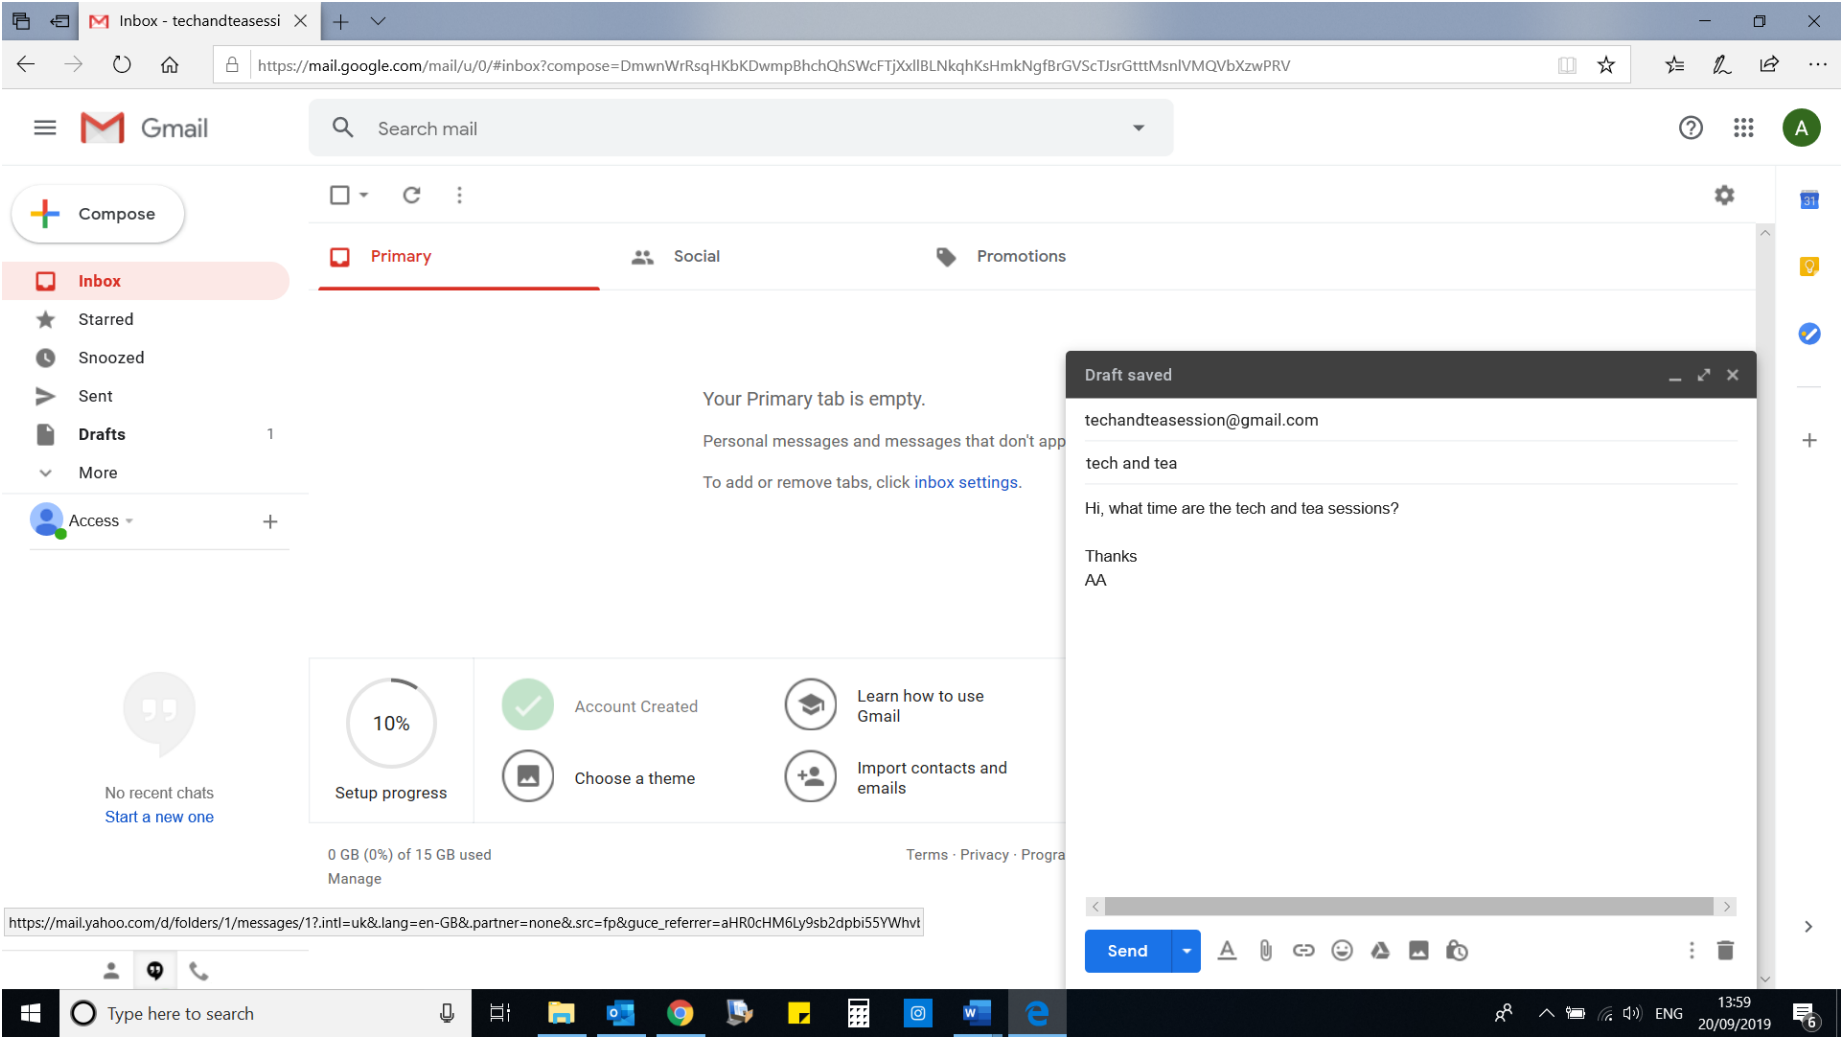 Inbox - techandteasessi
https://mail.google.com/mail/u/0/#inbox?compose=DmwnWrRsqHKbKDwmpBhchQhSWcFTjXxllBLNkqhKsHmkNgfBrGVScTJsrGtttMsnlVMQVbXzwPRV
Gmail
Search mail
A
Compose
Primary
Social
Promotions
31
Inbox
Starred
Snoozed
Sent
Drafts 1
More
Access
Your Primary tab is empty.
Personal messages and messages that don't app
To add or remove tabs, click inbox settings.
Draft saved
techandteasession@gmail.com
tech and tea
Hi, what time are the tech and tea sessions?
Thanks
AA
No recent chats
Start a new one
10%
Setup progress
Account Created
Choose a theme
Learn how to use
Gmail
Import contacts and
emails
0 GB (0%) of 15 GB used
Manage
Terms · Privacy · Progra
https://mail.yahoo.com/d/folders/1/messages/1?.intl=uk&.lang=en-GB&.partner=none&.src=fp&guce_referrer=aHR0cHM6Ly9sb2dpbi55YWhvb
Send
Type here to search
ENG
13:59
20/09/2019
6